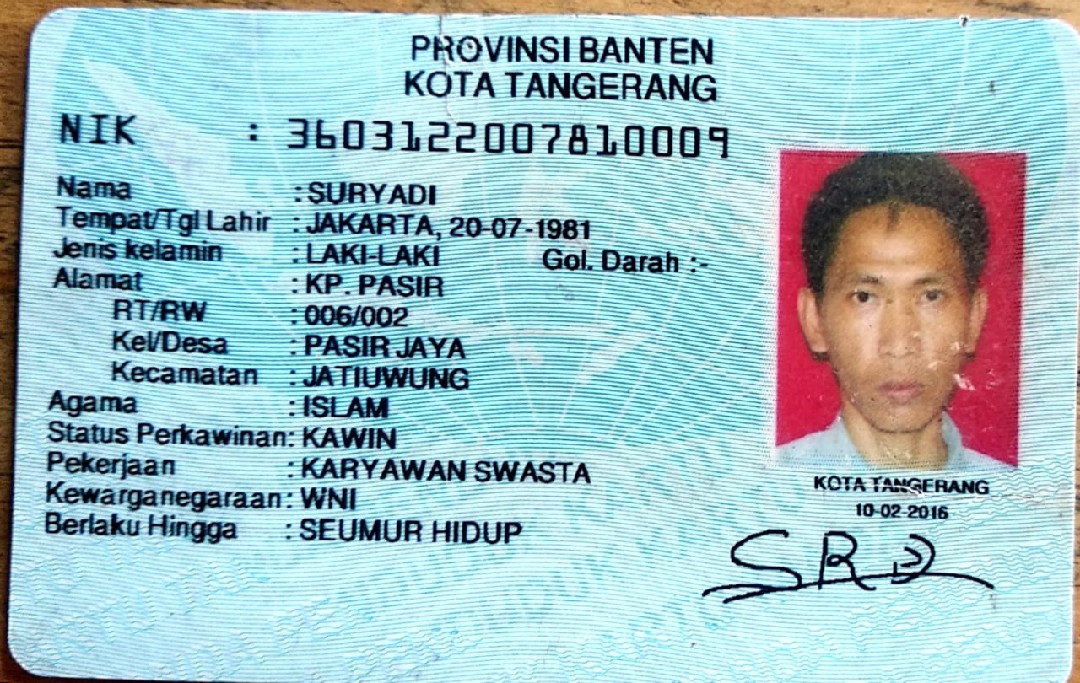 PROVINSI BANTEN
KOTA TANGERANG
NIK : 3603122007810009
Nama : SURYADI
Tempat/Tgl Lahir : JAKARTA, 20-07-1981
Jenis kelamin : LAKI-LAKI Gol. Darah :-
Alamat : KP. PASIR
RT/RW : 006/002
Kel/Desa : PASIR JAYA
Kecamatan : JATIUWUNG
Agama : ISLAM
Status Perkawinan: KAWIN
Pekerjaan : KARYAWAN SWASTA
Kewarganegaraan: WNI
Berlaku Hingga : SEUMUR HIDUP
KOTA TANGERANG
10-02-2016